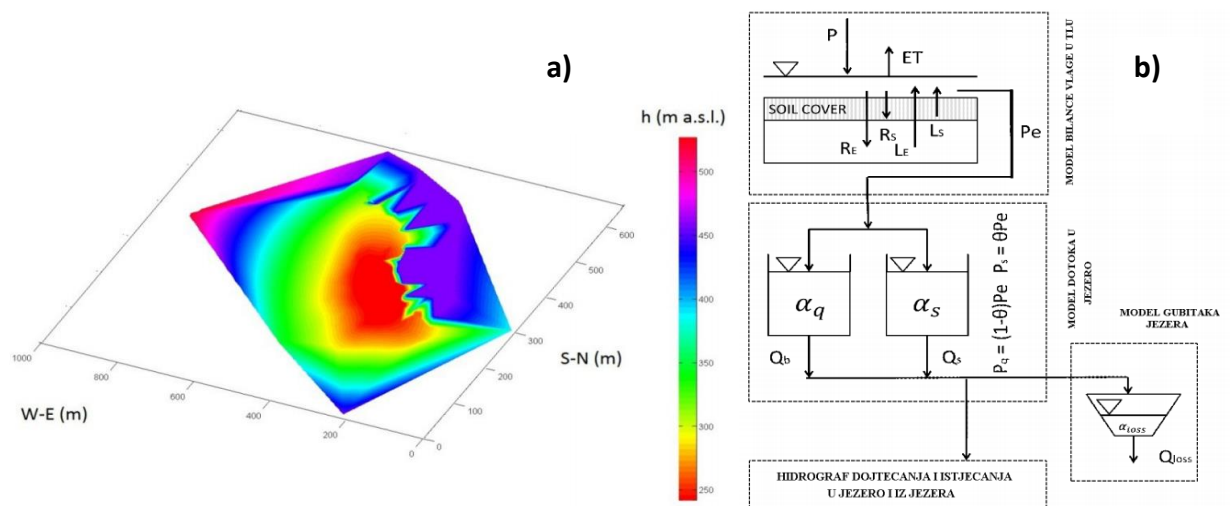 a)
h (m a.s.l.)
500
450
400
350
300
250
600
500
400
300
200
100
0
S-N (m)
1000
800
600
400
200
0
W-E (m)
b)
P
ET
SOIL COVER
RE
RS
LE
LS
Pe
MODEL BILANCE VLAGE U TLU
αq
αs
Qb
Qs
Pq = (1-θ)Pe Ps = θPe
MODEL DOTOKA U
JEZERO
MODEL GUBITAKA
JEZERA
αloss
Qloss
HIDROGRAF DOJTECANJA I ISTJECANJA
U JEZERO I IZ JEZERA